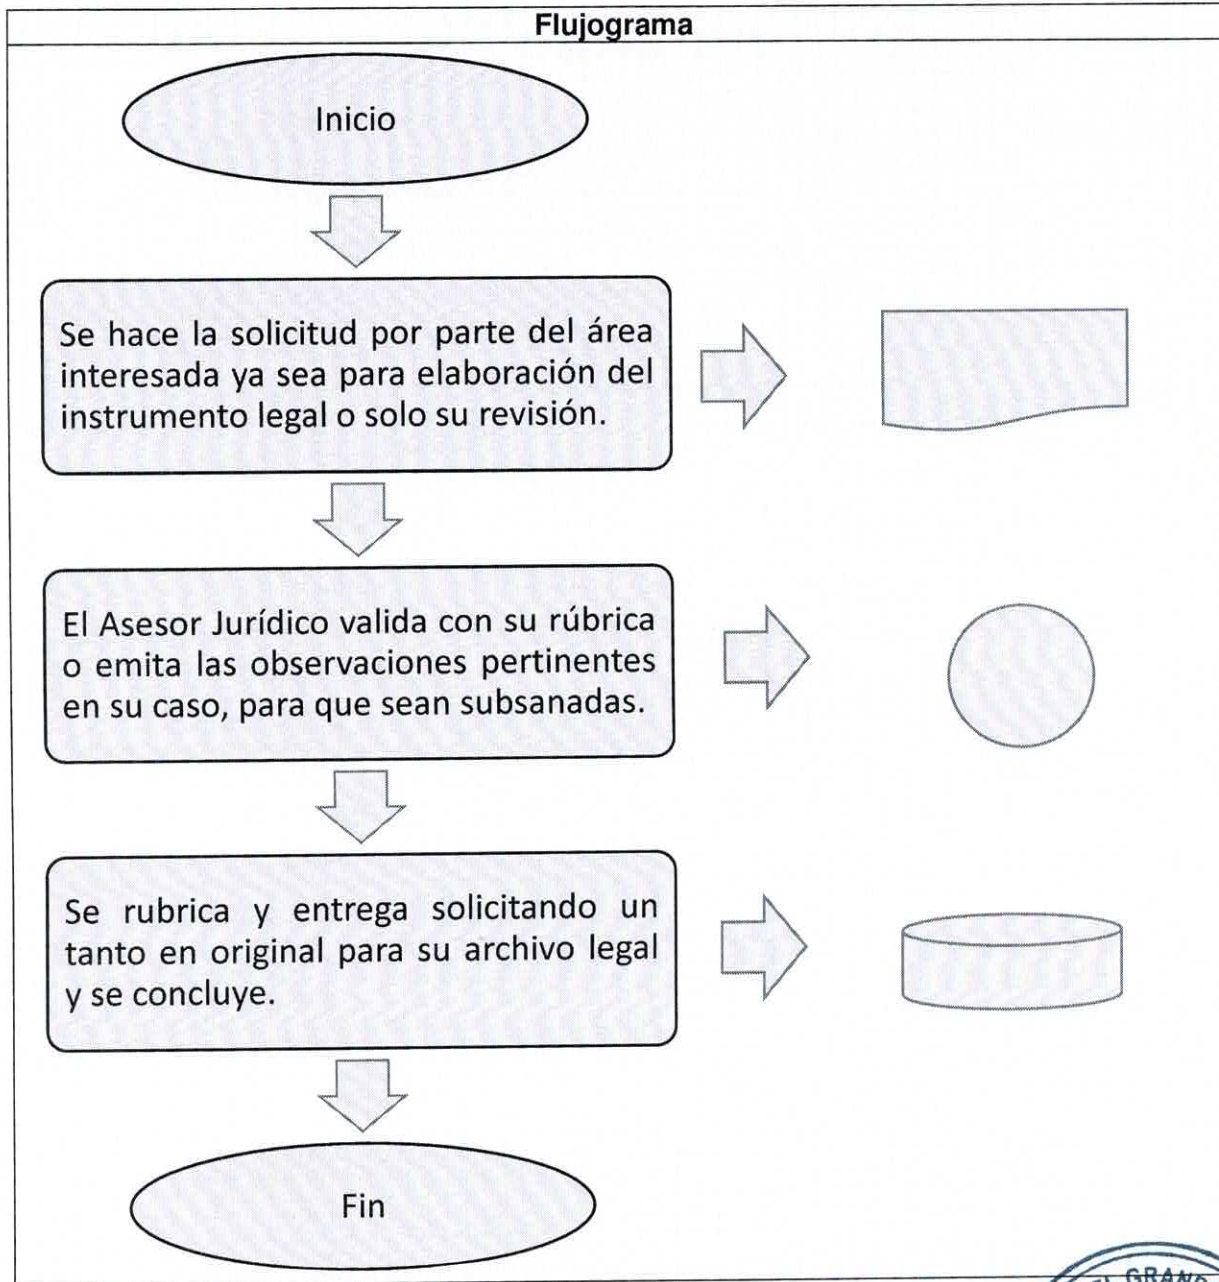 Flujograma
Inicio
Se hace la solicitud por parte del área
interesada ya sea para elaboración del
instrumento legal o solo su revisión.
El Asesor Jurídico valida con su rúbrica
o emita las observaciones pertinentes
en su caso, para que sean subsanadas.
Se rubrica y entrega solicitando un
tanto en original para su archivo legal
y se concluye.
Fin
GRAND